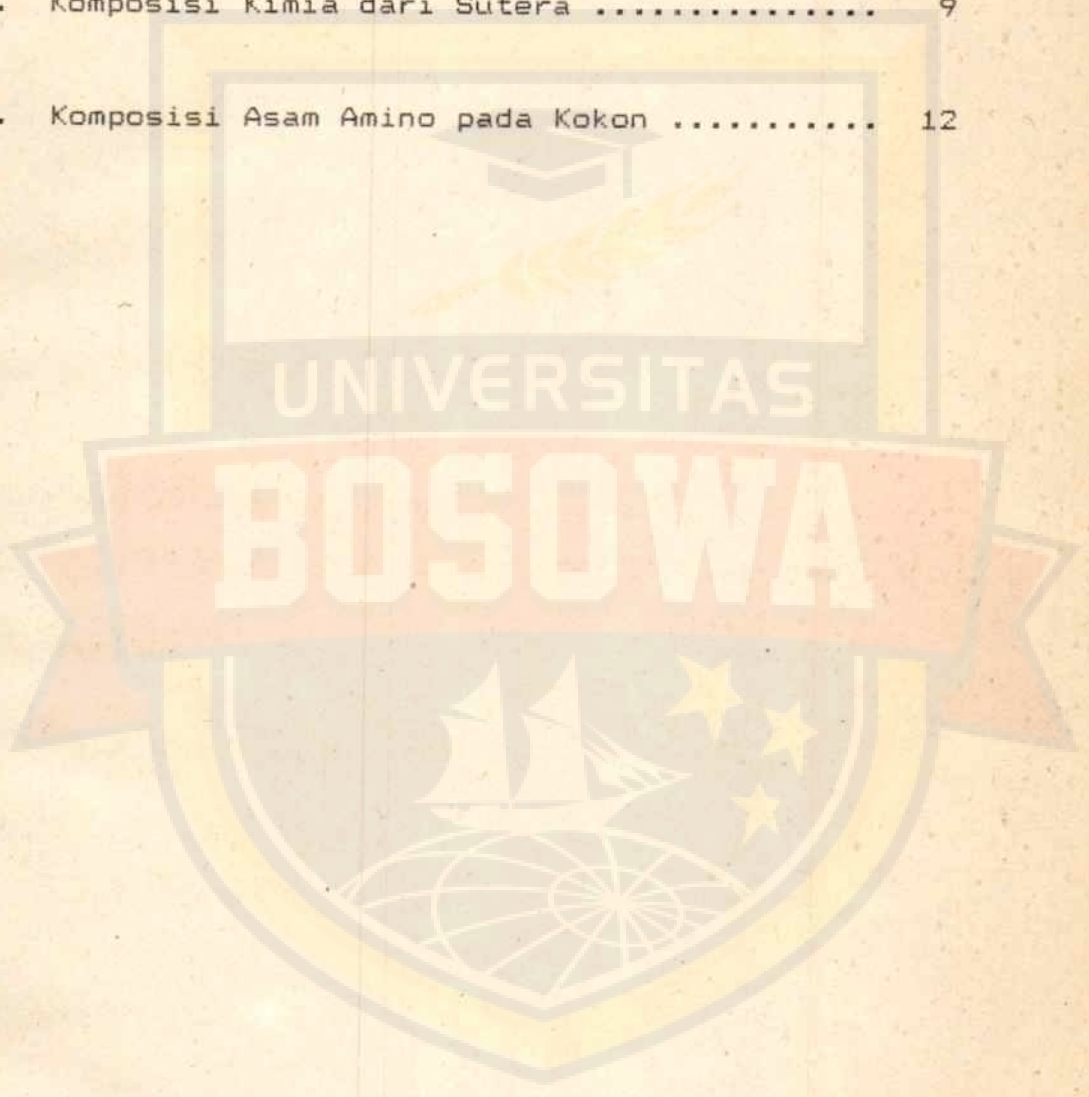 . Komposisi Kimia dari Sutera ............... 9
. Komposisi Asam Amino pada Kokon ........... 12
UNIVERSITAS
BOSOWA